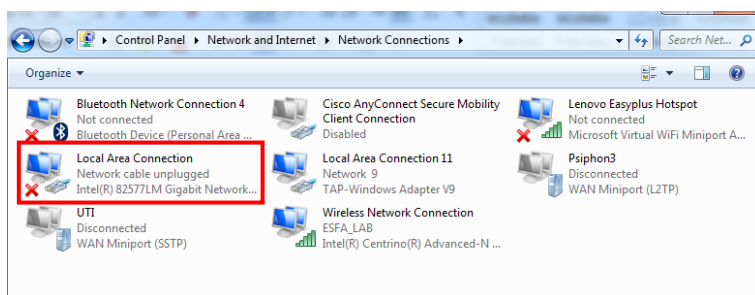 Control Panel Network and Internet Network Connections Search Net...
Organize
Bluetooth Network Connection 4
Not connected
Bluetooth Device (Personal Area ...
Cisco AnyConnect Secure Mobility
Client Connection
Disabled
Lenovo Easyplus Hotspot
Not connected
Microsoft Virtual WiFi Miniport A...
Local Area Connection
Network cable unplugged
Intel(R) 82577LM Gigabit Network...
Local Area Connection 11
Network 9
TAP-Windows Adapter V9
Psiphon3
Disconnected
WAN Miniport (L2TP)
UTI
Disconnected
WAN Miniport (SSTP)
Wireless Network Connection
ESFA_LAB
Intel(R) Centrino(R) Advanced-N ...